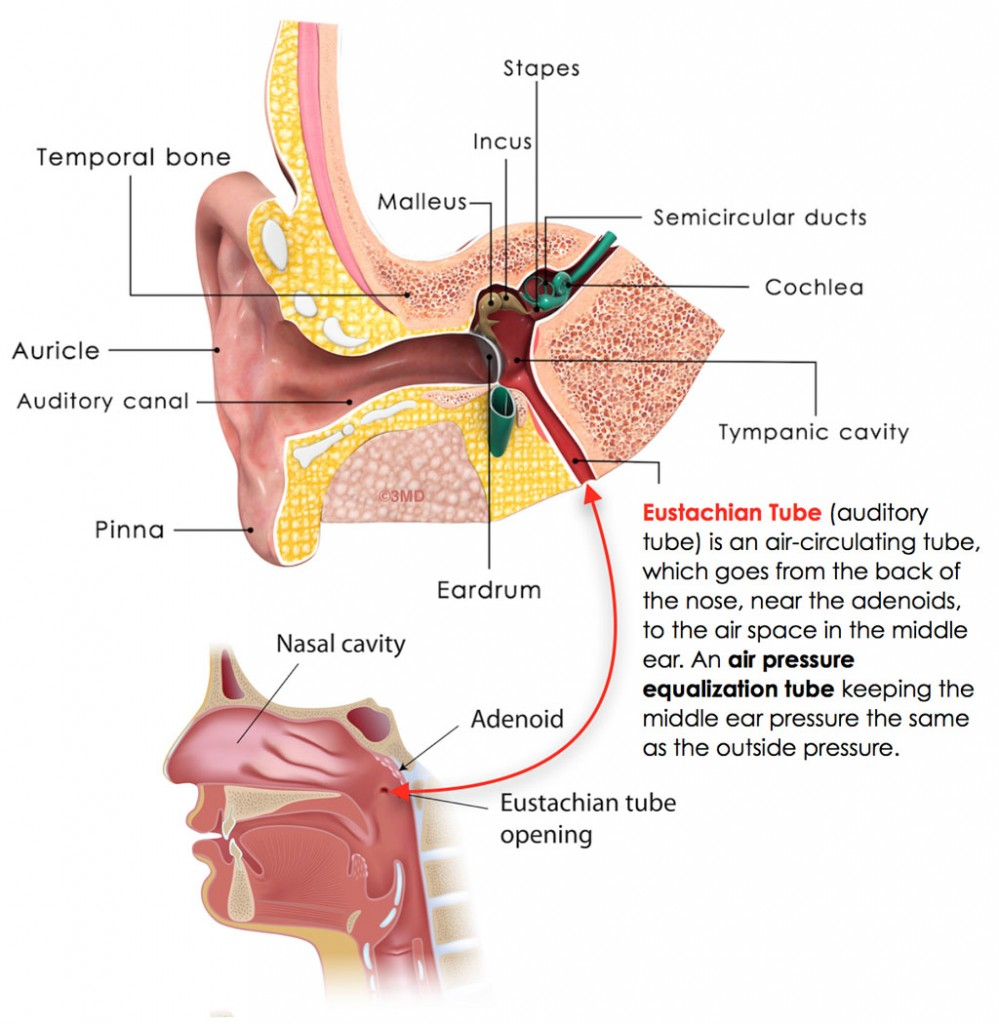 Stapes
Incus
Temporal bone
Malleus
Semicircular ducts
Cochlea
Auricle
Auditory canal
Tympanic cavity
©3MD
Pinna
Eardrum
Eustachian Tube (auditory
tube) is an air-circulating tube,
which goes from the back of
the nose, near the adenoids,
to the air space in the middle
ear. An air pressure
equalization tube keeping the
middle ear pressure the same
as the outside pressure.
Nasal cavity
Adenoid
Eustachian tube
opening